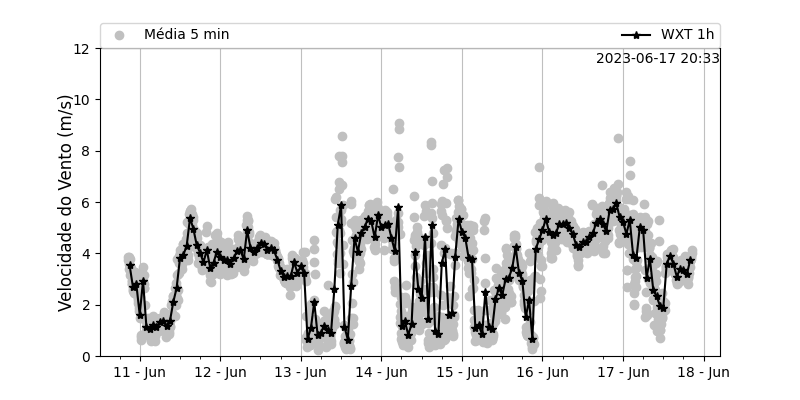 Média 5 min
WXT 1h
2023-06-17 20:33
Velocidade do Vento (m/s)
12
10
8
6
4
2
0
11 - Jun
12 - Jun
13 - Jun
14 - Jun
15 - Jun
16 - Jun
17 - Jun
18 - Jun